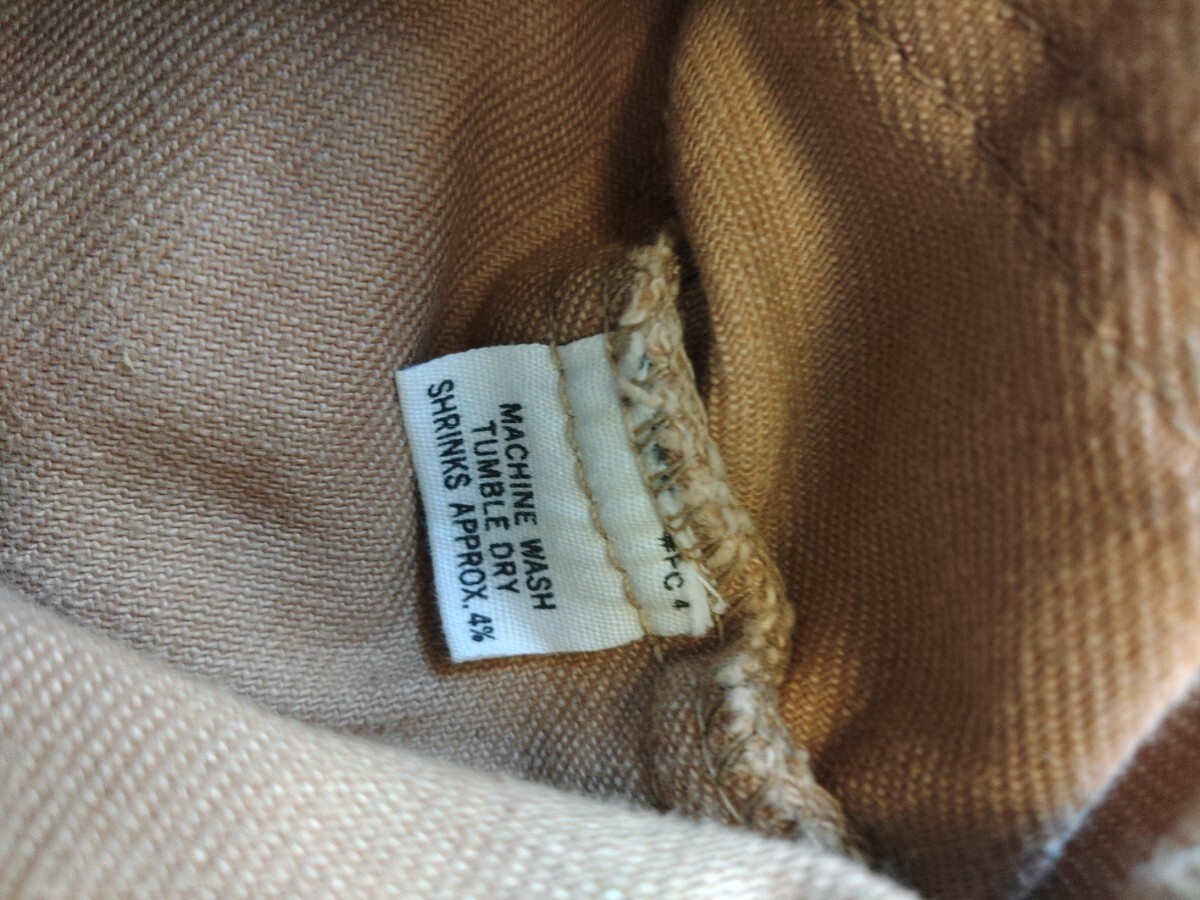 MACHINE WASH
TUMBLE DRY
SHRINKS APPROX. 4%